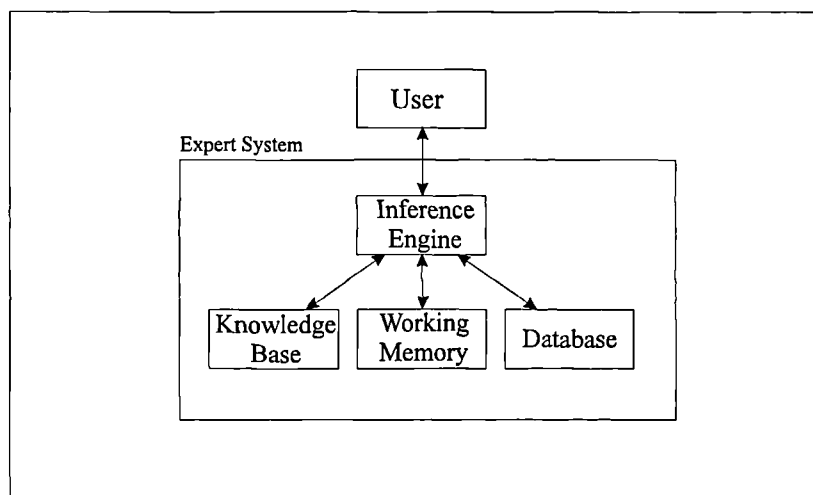 User
Expert System
Inference
Engine
Knowledge
Base
Working
Memory
Database